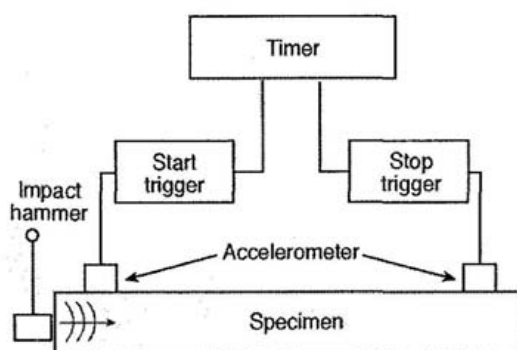 Timer
Start
trigger
Stop
trigger
Impact
hammer
Accelerometer
Specimen